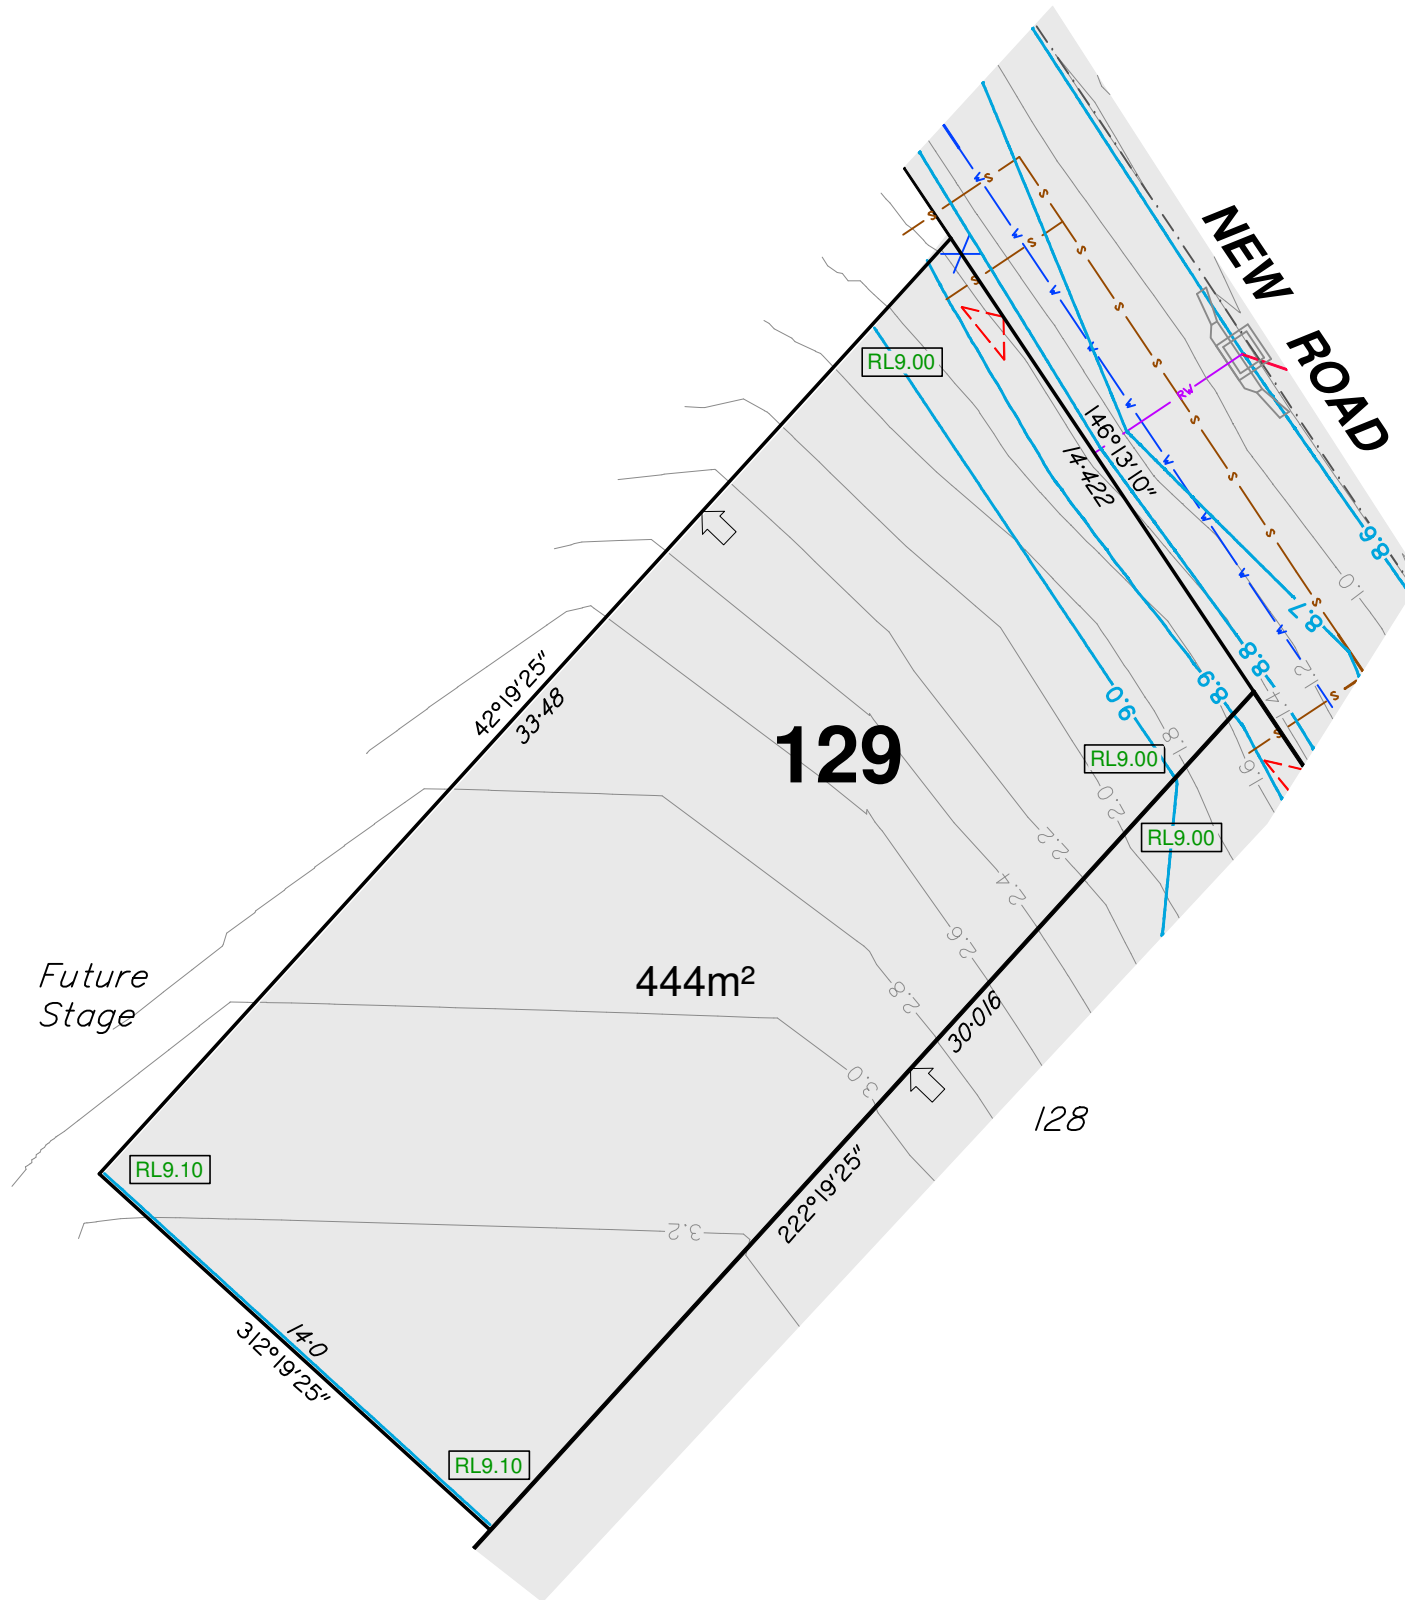 NEW ROAD
S
S
W
S
S
W
S
S
W
S
W
S
RW
W
S
W
S
W
S
W
S
W
S
S
RL9.00
146°13'10"
14·422
8.6
1.0
8.7
8.8
1.2
1.4
8.9
9.0
1.8
1.6
42°19'25"
33·48
129
RL9.00
2.0
RL9.00
2.2
2.4
2.6
2.8
444m²
Future
Stage
30·016
3.0
128
RL9.10
222°19'25"
3.2
14·0
312°19'25"
RL9.10